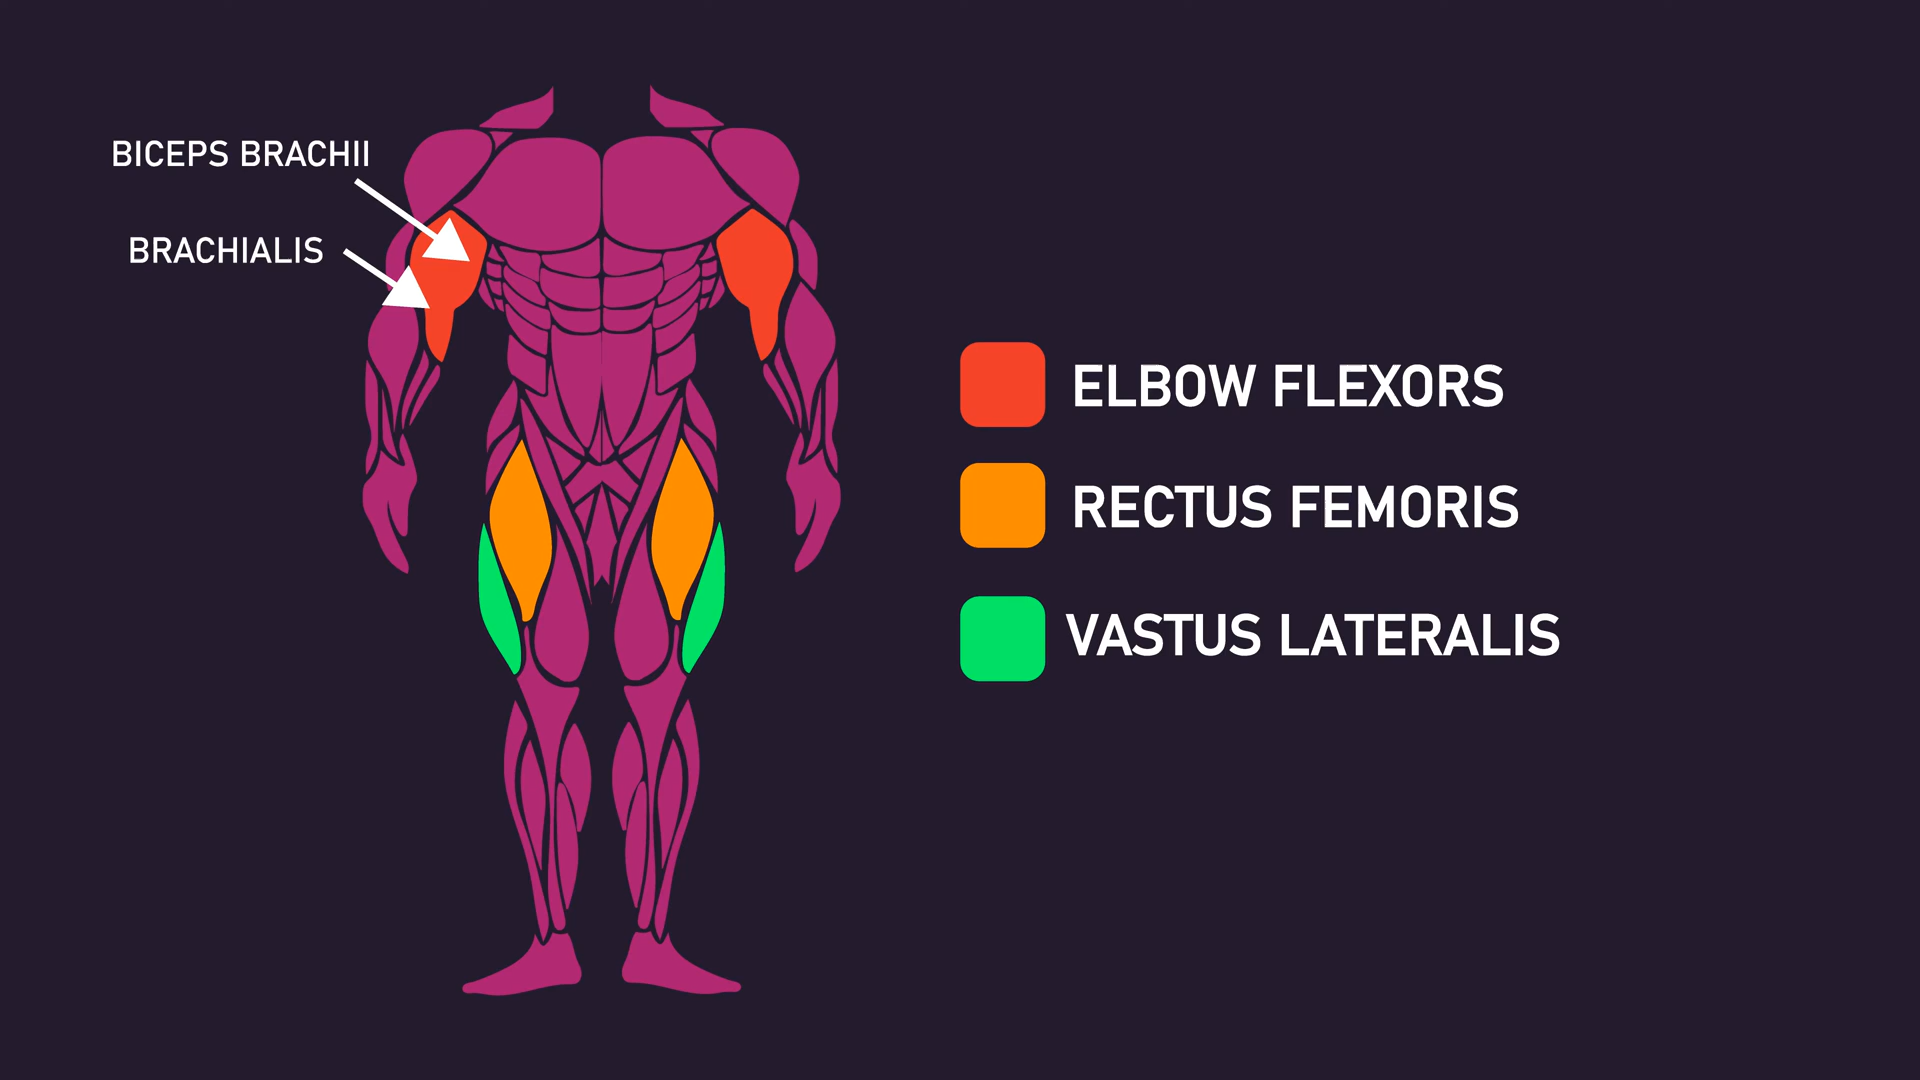 BICEPS BRACHII
BRACHIALIS
ELBOW FLEXORS
RECTUS FEMORIS
VASTUS LATERALIS